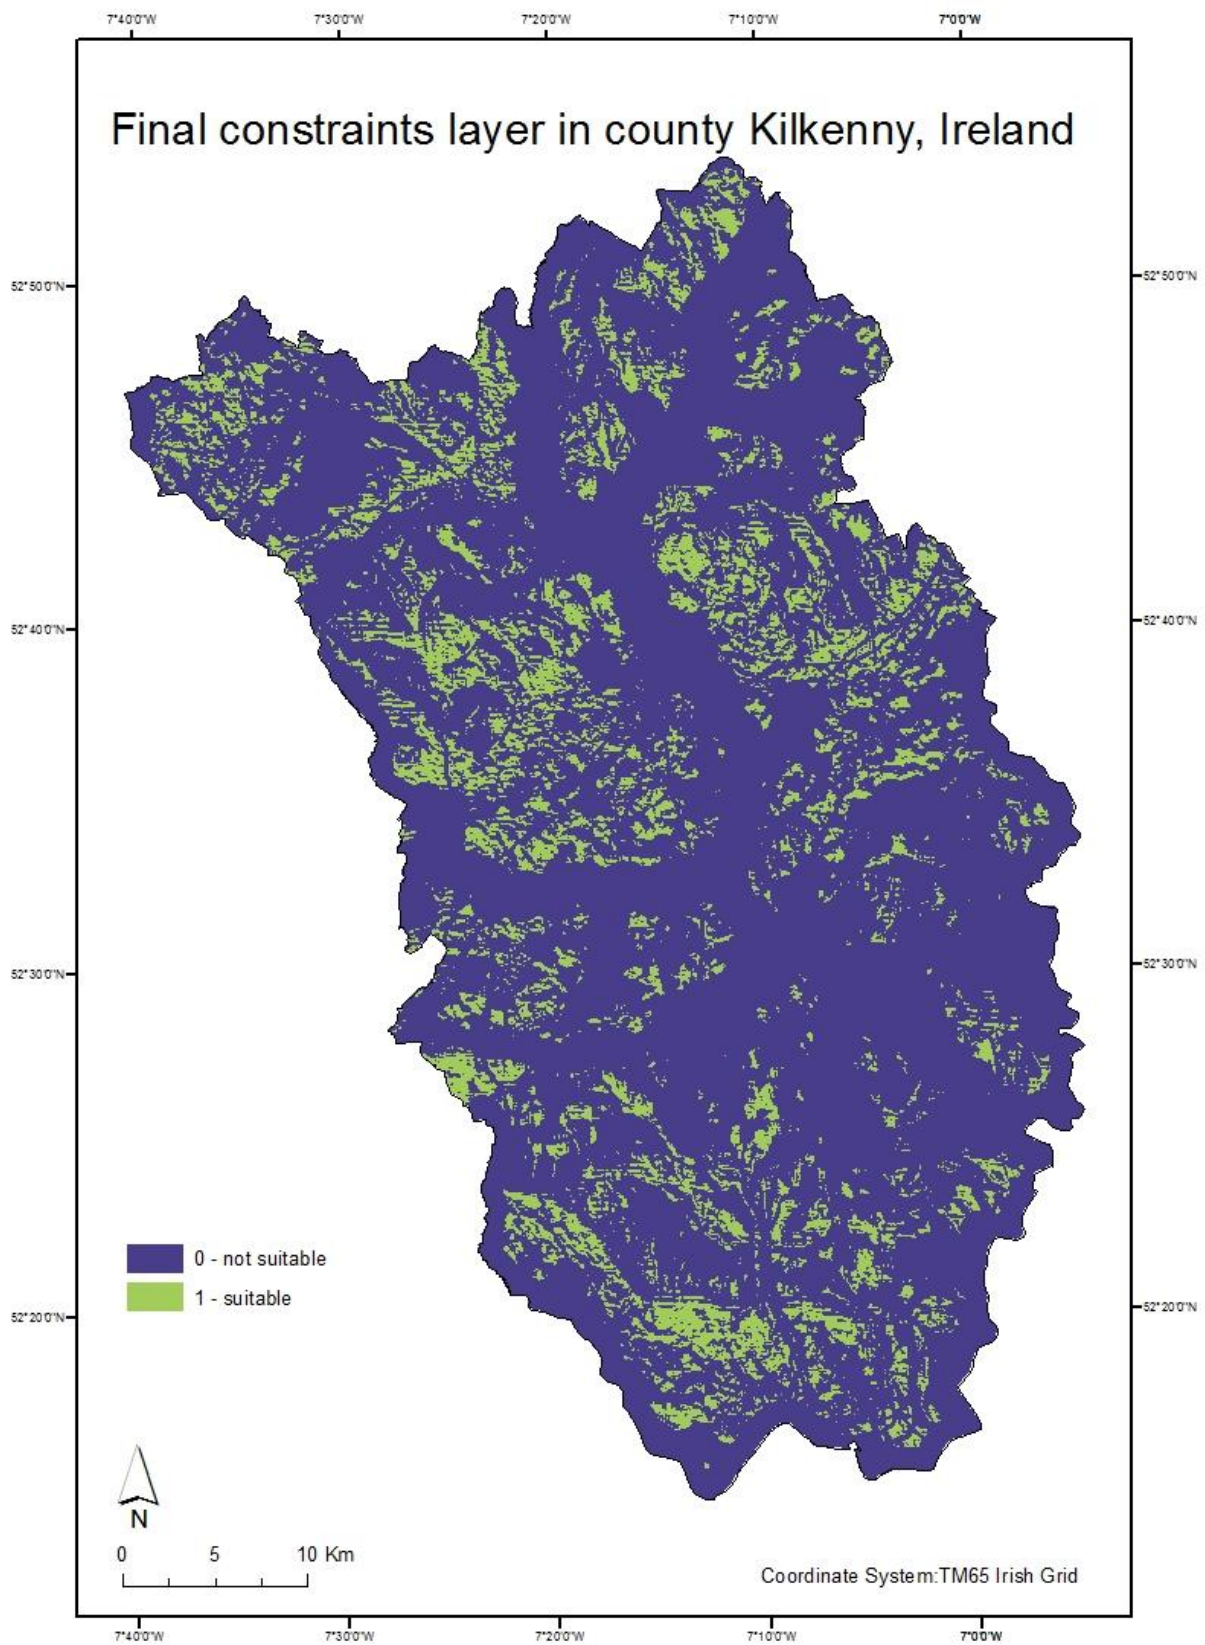 7°40'0"W 7°30'0"W 7°20'0"W 7°10'0"W 7°0'0"W
Final constraints layer in county Kilkenny, Ireland
52°50'0"N 52°50'0"N
52°40'0"N 52°40'0"N
52°30'0"N 52°30'0"N
0 - not suitable
1 - suitable
52°20'0"N 52°20'0"N
N
0 5 10 Km
Coordinate System:TM65 Irish Grid
7°40'0"W 7°30'0"W 7°20'0"W 7°10'0"W 7°0'0"W